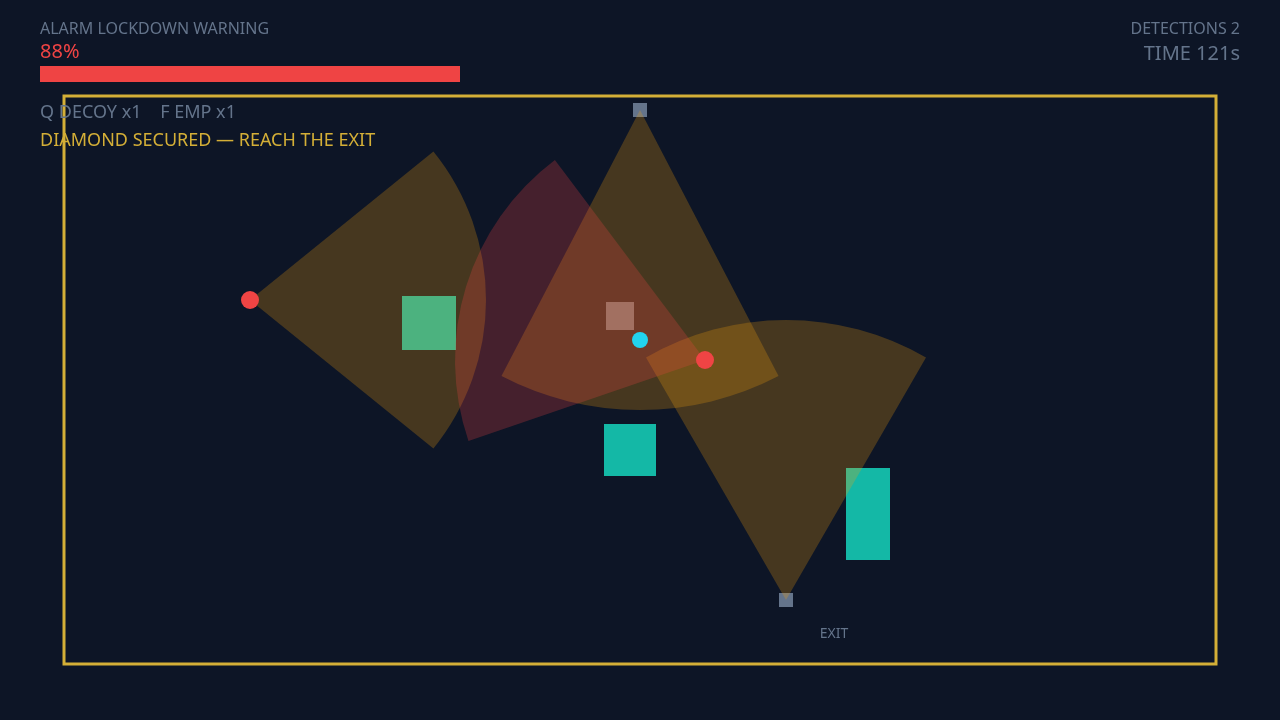 ALARM LOCKDOWN WARNING
88%
DETECTIONS 2
TIME 121s
Q DECOY x1    F EMP x1
DIAMOND SECURED — REACH THE EXIT
EXIT